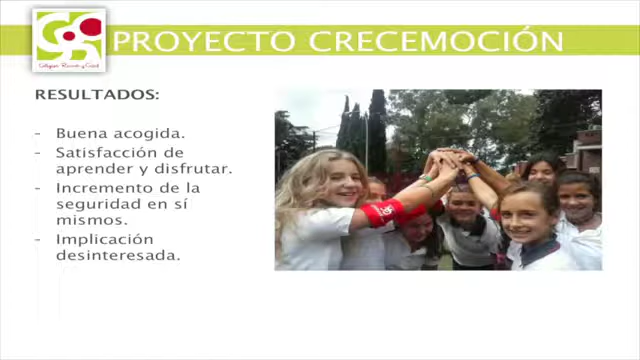 PROYECTO CRECEMOCIÓN
RESULTADOS:
- Buena acogida.
- Satisfacción de
aprender y disfrutar.
- Incremento de la
seguridad en sí
mismos.
- Implicación
desinteresada.